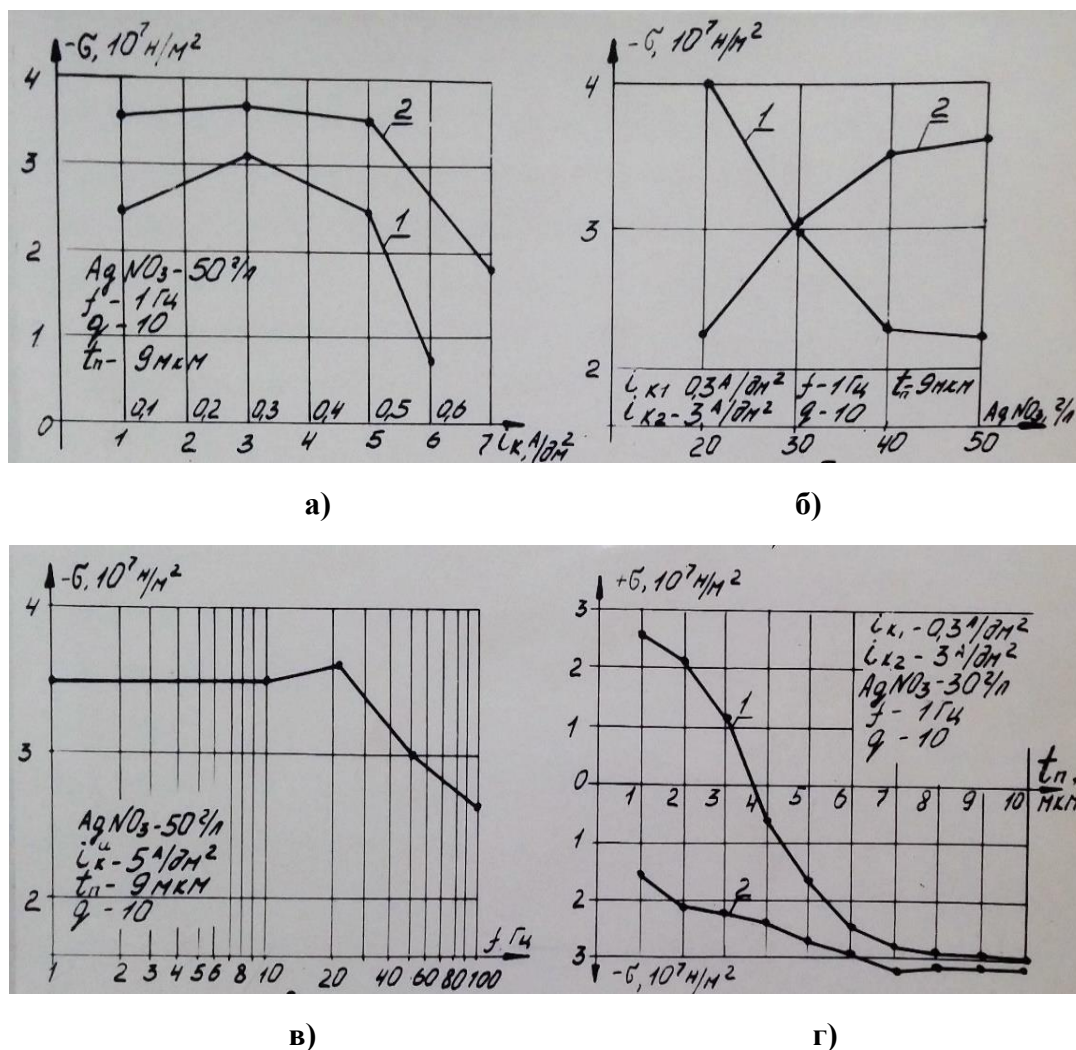 -G, 10⁷ н/м²
4
3
2
1
0
2
1
AgNO₃ - 50 г/л
f - 1 Гц
q - 10
tп - 9 мкм
0,1 0,2 0,3 0,4 0,5 0,6
1 2 3 4 5 6 7 iк, А/дм²
а)
-G, 10⁷ н/м²
4
3
2
1
2
iк1 0,3 А/дм² f - 1 Гц tп - 9 мкм
iк2 - 3 А/дм² q - 10 AgNO₃, г/л
20 30 40 50
б)
-G, 10⁷ н/м²
4
3
2
AgNO₃ - 50 г/л
iк - 5 А/дм²
tп - 9 мкм
q - 10
f, Гц
1 2 3 4 5 6 8 10 20 40 60 80 100
в)
+G, 10⁷ н/м²
3
2
1
0
1
2
3
1
2
iк1 - 0,3 А/дм²
iк2 - 3 А/дм²
AgNO₃ - 30 г/л
f - 1 Гц
q - 10
tп, мкм
1 2 3 4 5 6 7 8 9 10
-G, 10⁷ н/м²
г)